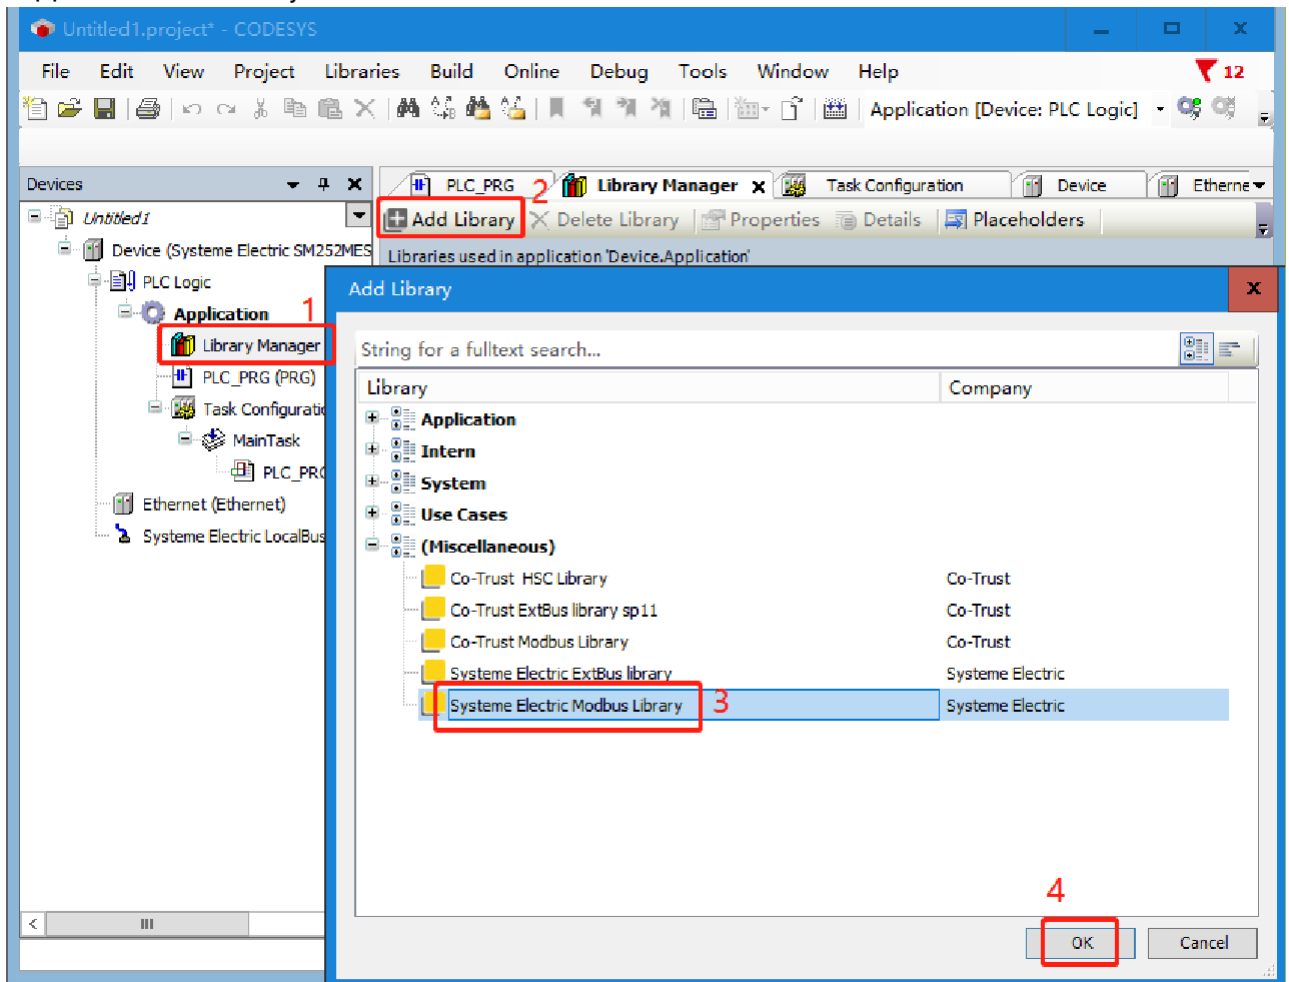 Untitled1.project* - CODESYS
File Edit View Project Libraries Build Online Debug Tools Window Help 12
Application [Device: PLC Logic]
Devices
PLC_PRG 2 Library Manager Task Configuration Device Etherne
Untitled1
Add Library Delete Library Properties Details Placeholders
Device (Systeme Electric SM252MES
Libraries used in application 'Device.Application'
PLC Logic
Add Library
1
Application
Library Manager
String for a fulltext search...
PLC_PRG (PRG)
Library Company
Task Configuratio
Application
MainTask
Intern
PLC_PRG
System
Ethernet (Ethernet)
Use Cases
Systeme Electric LocalBus
(Miscellaneous)
Co-Trust HSC Library Co-Trust
Co-Trust ExtBus library sp11 Co-Trust
Co-Trust Modbus Library Co-Trust
Systeme Electric ExtBus library Systeme Electric
Systeme Electric Modbus Library 3 Systeme Electric
4
OK Cancel